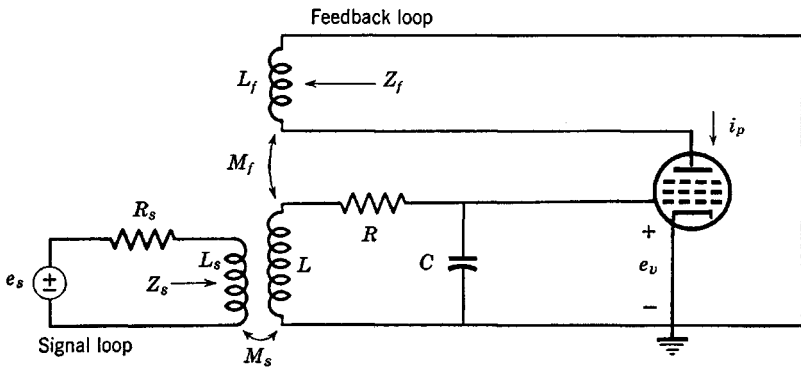 Feedback loop
L_f
Z_f
i_p
M_f
R_s
R
L_s
L
C
+
e_v
−
e_s
±
Z_s
Signal loop
M_s